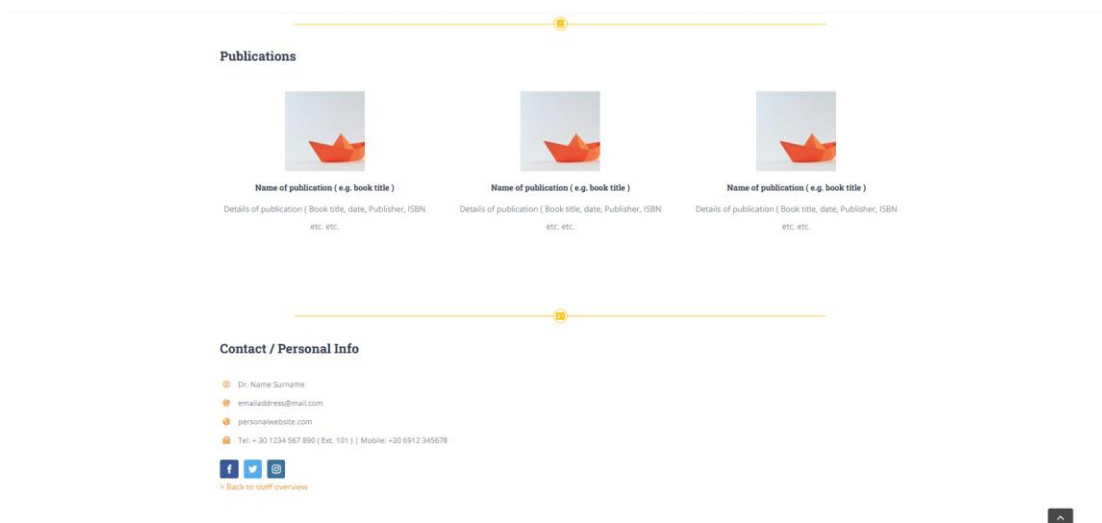 Publications
Name of publication ( e.g. book title )
Details of publication ( Book title, date, Publisher, ISBN
etc. etc.
Name of publication ( e.g. book title )
Details of publication ( Book title, date, Publisher, ISBN
etc. etc.
Name of publication ( e.g. book title )
Details of publication ( Book title, date, Publisher, ISBN
etc. etc.
Contact / Personal Info
Dr. Name Surname
emailaddress@mail.com
personalwebsite.com
Tel: + 30 1234 567 890 ( Ext. 101 ) | Mobile: +30 6912 345678
> Back to staff overview